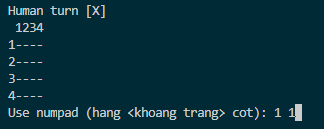 Human turn [X]
 1234
1----
2----
3----
4----
Use numpad (hang <khoang trang> cot): 1 1